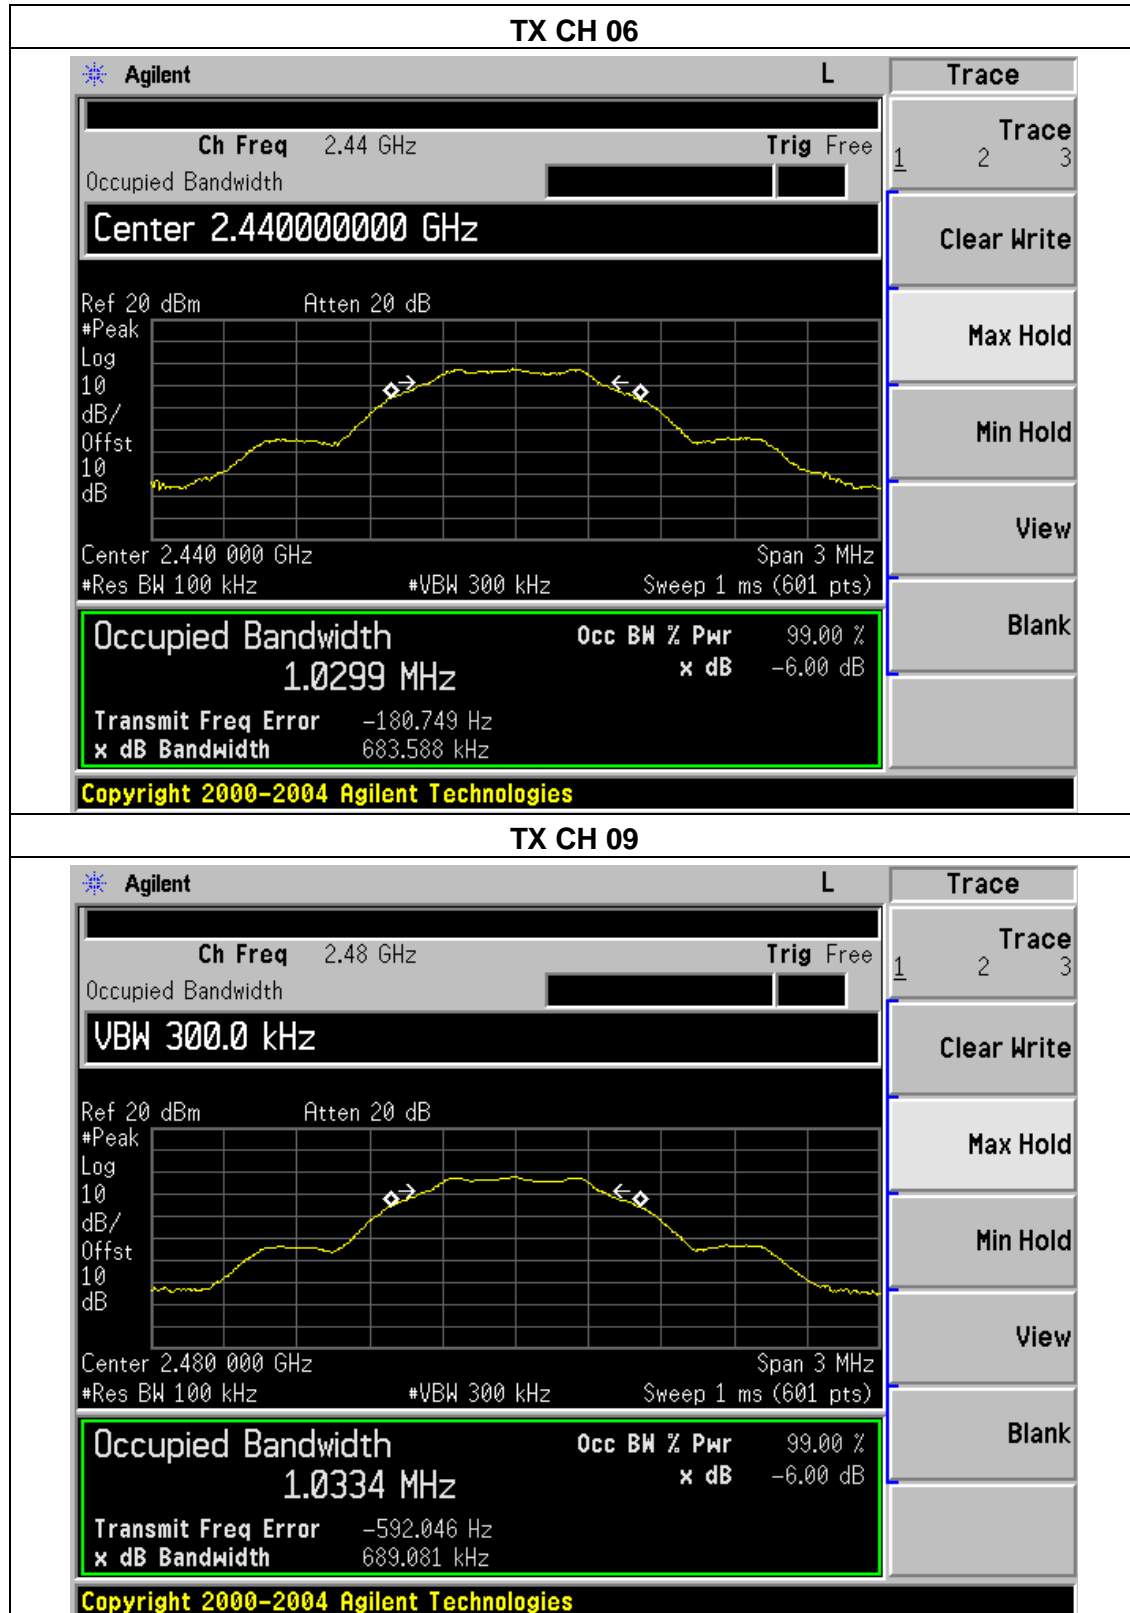 TX CH 06
Agilent L Trace
Ch Freq 2.44 GHz Trig Free
Occupied Bandwidth
Center 2.440000000 GHz
Ref 20 dBm Atten 20 dB
#Peak
Log
10
dB/
Offst
10
dB
Center 2.440 000 GHz Span 3 MHz
#Res BW 100 kHz #VBW 300 kHz Sweep 1 ms (601 pts)
Occupied Bandwidth Occ BW % Pwr 99.00 %
1.0299 MHz x dB -6.00 dB
Transmit Freq Error -180.749 Hz
x dB Bandwidth 683.588 kHz
Copyright 2000-2004 Agilent Technologies
Trace
1 2 3
Clear Write
Max Hold
Min Hold
View
Blank
TX CH 09
Agilent L Trace
Ch Freq 2.48 GHz Trig Free
Occupied Bandwidth
VBW 300.0 kHz
Ref 20 dBm Atten 20 dB
#Peak
Log
10
dB/
Offst
10
dB
Center 2.480 000 GHz Span 3 MHz
#Res BW 100 kHz #VBW 300 kHz Sweep 1 ms (601 pts)
Occupied Bandwidth Occ BW % Pwr 99.00 %
1.0334 MHz x dB -6.00 dB
Transmit Freq Error -592.046 Hz
x dB Bandwidth 689.081 kHz
Copyright 2000-2004 Agilent Technologies
Trace
1 2 3
Clear Write
Max Hold
Min Hold
View
Blank